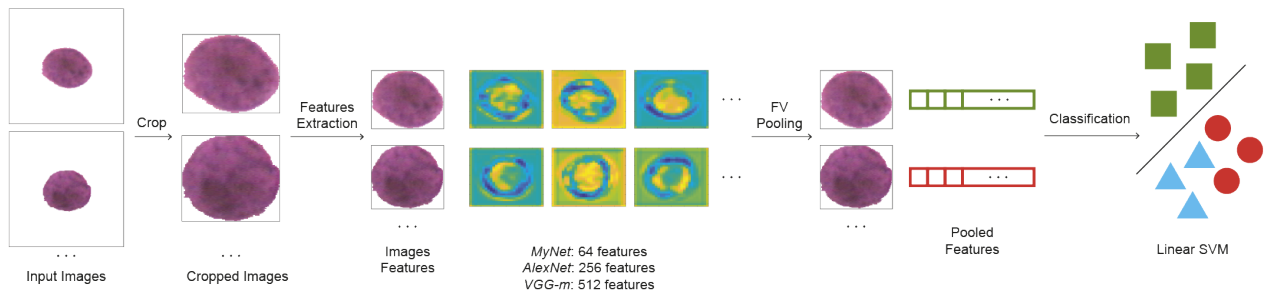 . . .
Input Images
Crop
. . .
Cropped Images
Features
Extraction
. . .
Images
Features
. . .
. . .
MyNet: 64 features
AlexNet: 256 features
VGG-m: 512 features
FV
Pooling
. . .
. . .
. . .
Pooled
Features
Classification
Linear SVM